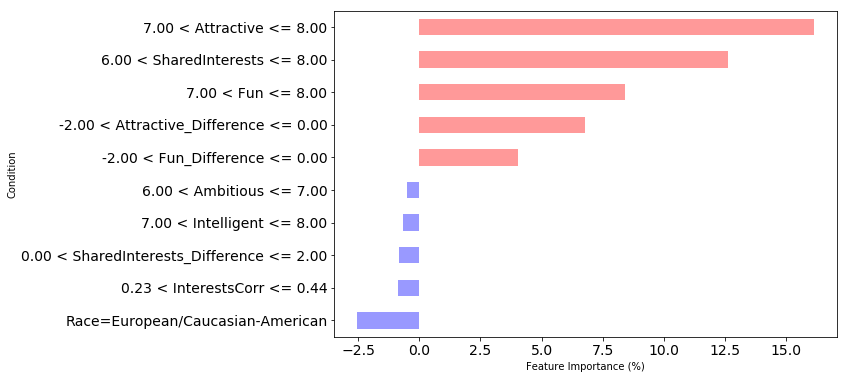 7.00 < Attractive <= 8.00
6.00 < SharedInterests <= 8.00
7.00 < Fun <= 8.00
-2.00 < Attractive_Difference <= 0.00
-2.00 < Fun_Difference <= 0.00
6.00 < Ambitious <= 7.00
7.00 < Intelligent <= 8.00
0.00 < SharedInterests_Difference <= 2.00
0.23 < InterestsCorr <= 0.44
Race=European/Caucasian-American
Condition
−2.5 0.0 2.5 5.0 7.5 10.0 12.5 15.0
Feature Importance (%)